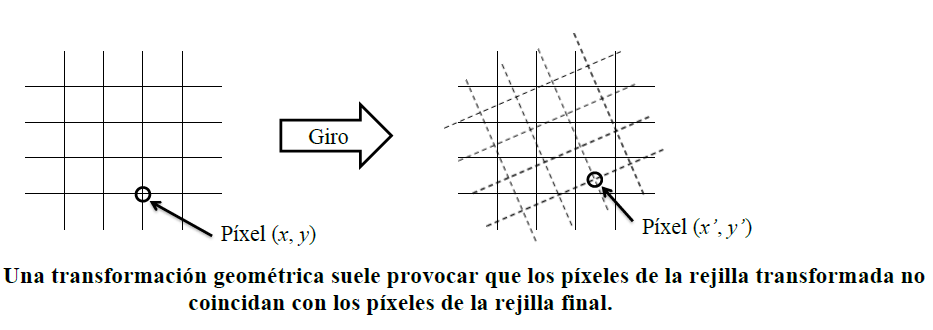 Giro
Píxel (x, y)
Píxel (x’, y’)
Una transformación geométrica suele provocar que los píxeles de la rejilla transformada no
coincidan con los píxeles de la rejilla final.